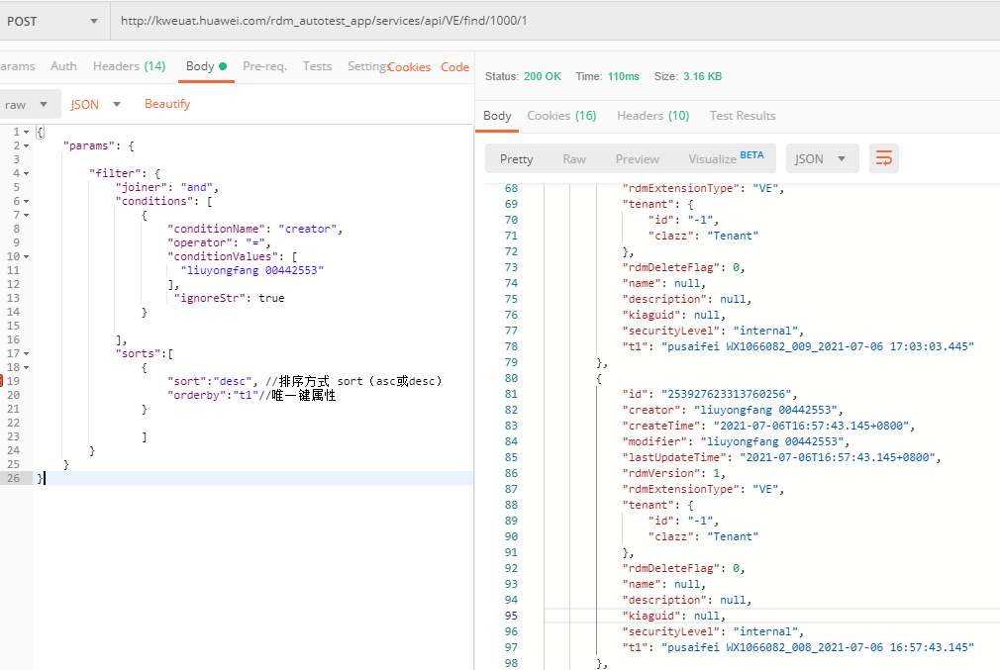 POST http://kweuat.huawei.com/rdm_autotest_app/services/api/VE/find/1000/1
arams Auth Headers (14) Body Pre-req. Tests Settings Cookies Code
raw JSON Beautify
1 {
2 "params": {
3
4 "filter": {
5 "joiner": "and",
6 "conditions": [
7 {
8 "conditionName": "creator",
9 "operator": "=",
10 "conditionValues": [
11 "liuyongfang 00442553"
12 ],
13 "ignoreStr": true
14 }
15
16 ],
17 "sorts":[
18 {
19 "sort":"desc", //排序方式 sort（asc或desc）
20 "orderby":"t1"//唯一键属性
21 }
22
23 ]
24 }
25 }
26 }
Status: 200 OK Time: 110ms Size: 3.16 KB
Body Cookies (16) Headers (10) Test Results
Pretty Raw Preview Visualize BETA JSON
68 "rdmExtensionType": "VE",
69 "tenant": {
70 "id": "-1",
71 "clazz": "Tenant"
72 },
73 "rdmDeleteFlag": 0,
74 "name": null,
75 "description": null,
76 "kiaguid": null,
77 "securityLevel": "internal",
78 "t1": "pusaifei WX1066082_009_2021-07-06 17:03:03.445"
79 },
80 {
81 "id": "253927623313760256",
82 "creator": "liuyongfang 00442553",
83 "createTime": "2021-07-06T16:57:43.145+0800",
84 "modifier": "liuyongfang 00442553",
85 "lastUpdateTime": "2021-07-06T16:57:43.145+0800",
86 "rdmVersion": 1,
87 "rdmExtensionType": "VE",
88 "tenant": {
89 "id": "-1",
90 "clazz": "Tenant"
91 },
92 "rdmDeleteFlag": 0,
93 "name": null,
94 "description": null,
95 "kiaguid": null,
96 "securityLevel": "internal",
97 "t1": "pusaifei WX1066082_008_2021-07-06 16:57:43.145"
98 },